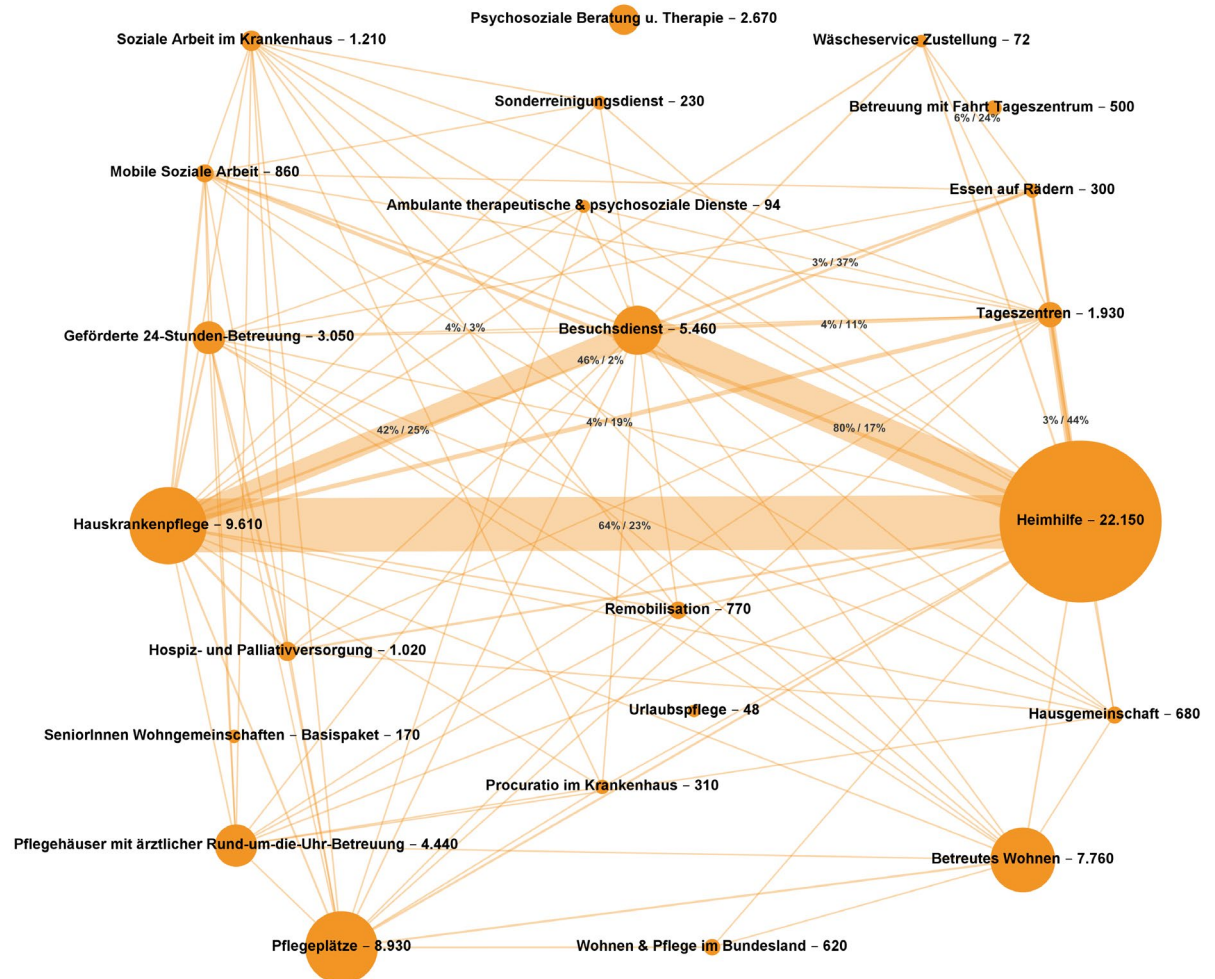 Psychosoziale Beratung u. Therapie – 2.670
Soziale Arbeit im Krankenhaus – 1.210
Wäscheservice Zustellung – 72
Sonderreinigungsdienst – 230
Betreuung mit Fahrt Tageszentrum – 500
6% / 24%
Mobile Soziale Arbeit – 860
Essen auf Rädern – 300
Ambulante therapeutische & psychosoziale Dienste – 94
3% / 37%
Tageszentren – 1.930
4% / 3%
Besuchsdienst – 5.460
4% / 11%
Geförderte 24-Stunden-Betreuung – 3.050
46% / 2%
42% / 25%
4% / 19%
80% / 17%
3% / 44%
Hauskrankenpflege – 9.610
64% / 23%
Heimhilfe – 22.150
Remobilisation – 770
Hospiz- und Palliativversorgung – 1.020
Urlaubspflege – 48
Hausgemeinschaft – 680
SeniorInnen Wohngemeinschaften – Basispaket – 170
Procuratio im Krankenhaus – 310
Pflegehäuser mit ärztlicher Rund-um-die-Uhr-Betreuung – 4.440
Betreutes Wohnen – 7.760
Pflegeplätze – 8.930
Wohnen & Pflege im Bundesland – 620